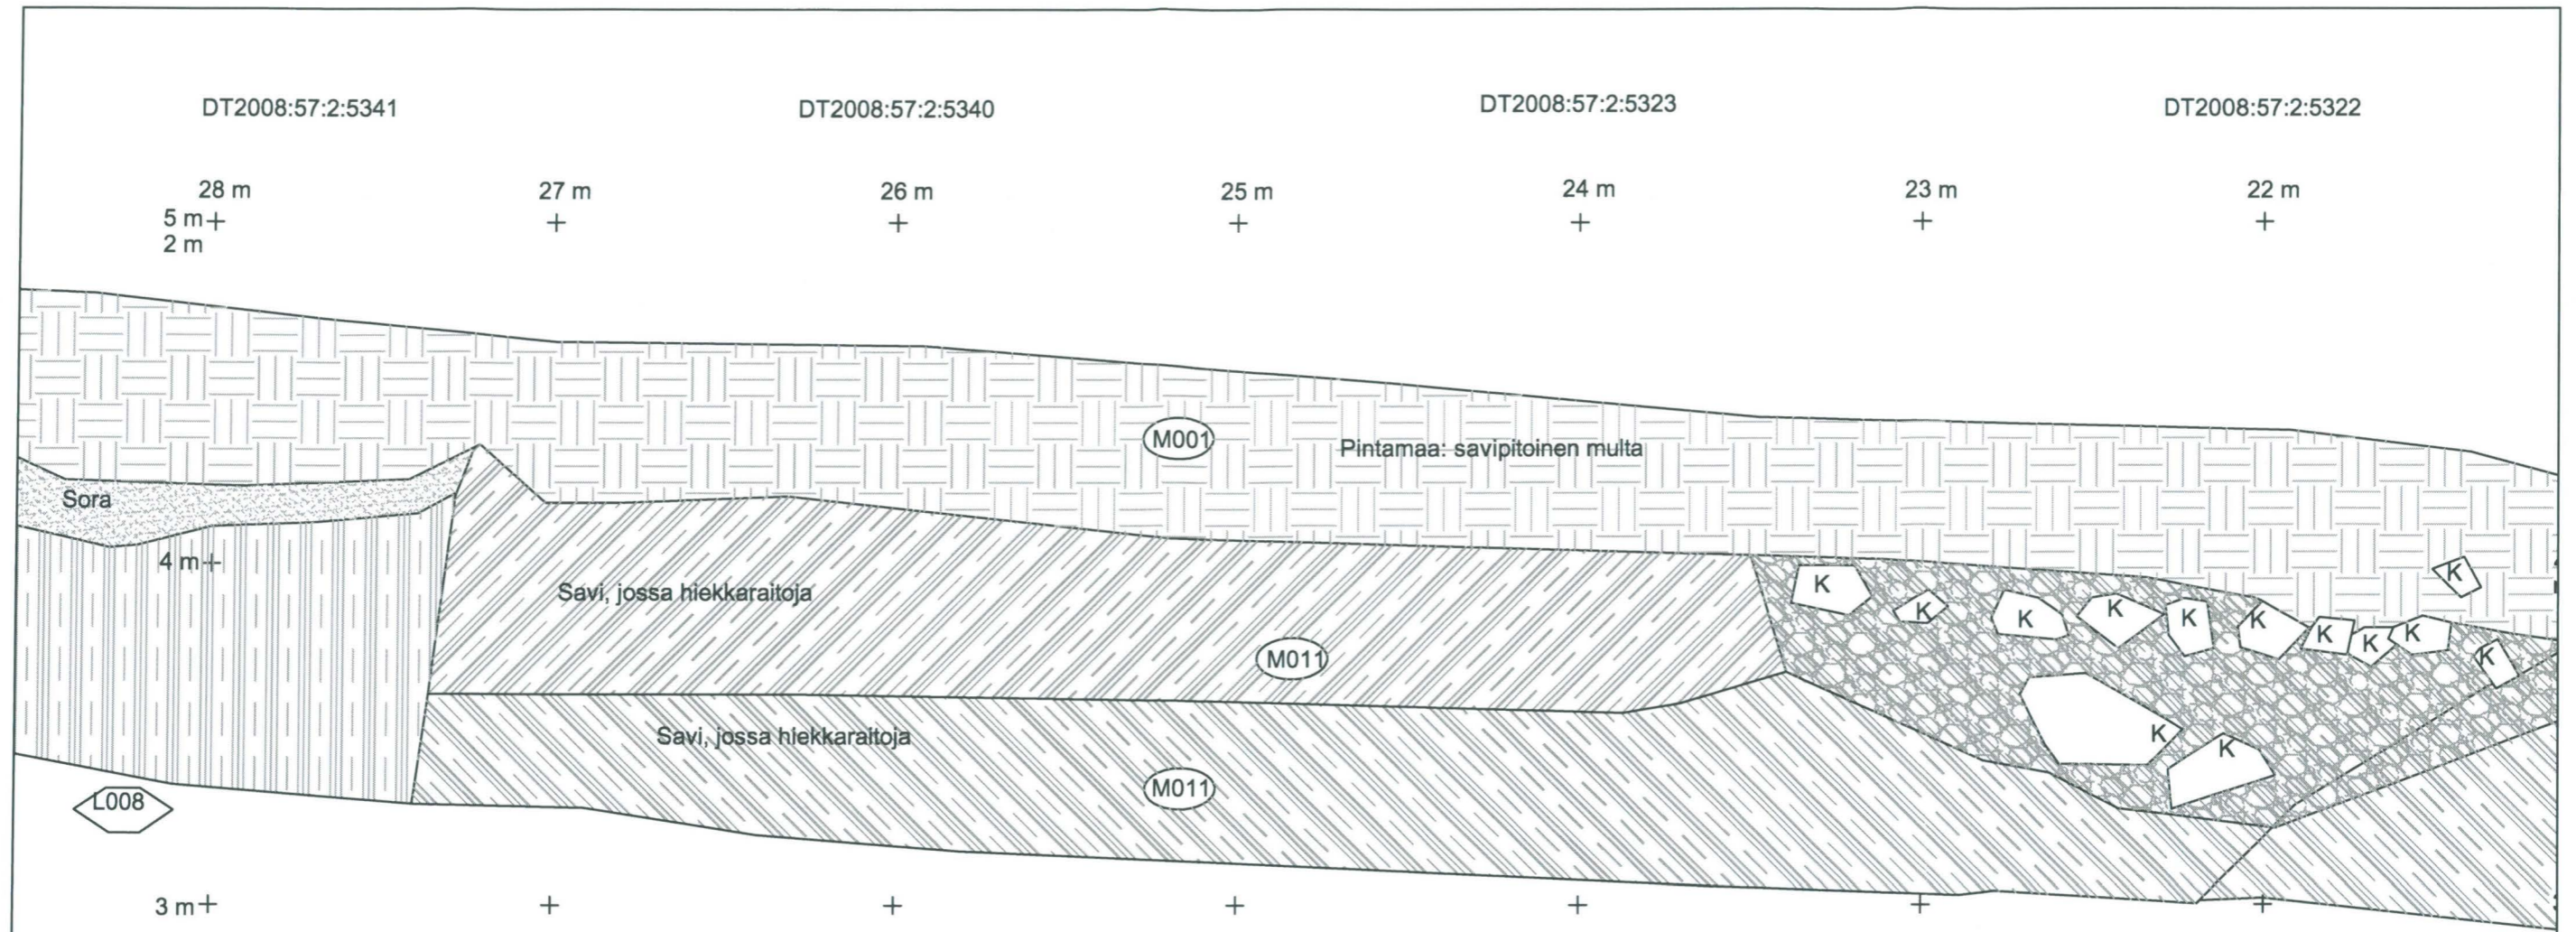 DT2008:57:2:5341 DT2008:57:2:5340 DT2008:57:2:5323 DT2008:57:2:5322
28 m 27 m 26 m 25 m 24 m 23 m 22 m
5 m
2 m
M001 Pintamaa: savipitoinen multa
Sora
4 m
K
Savi, jossa hiekkaraitoja
K K K K K K K K K
M011 K
Savi, jossa hiekkaraitoja K K
M011
L008
3 m